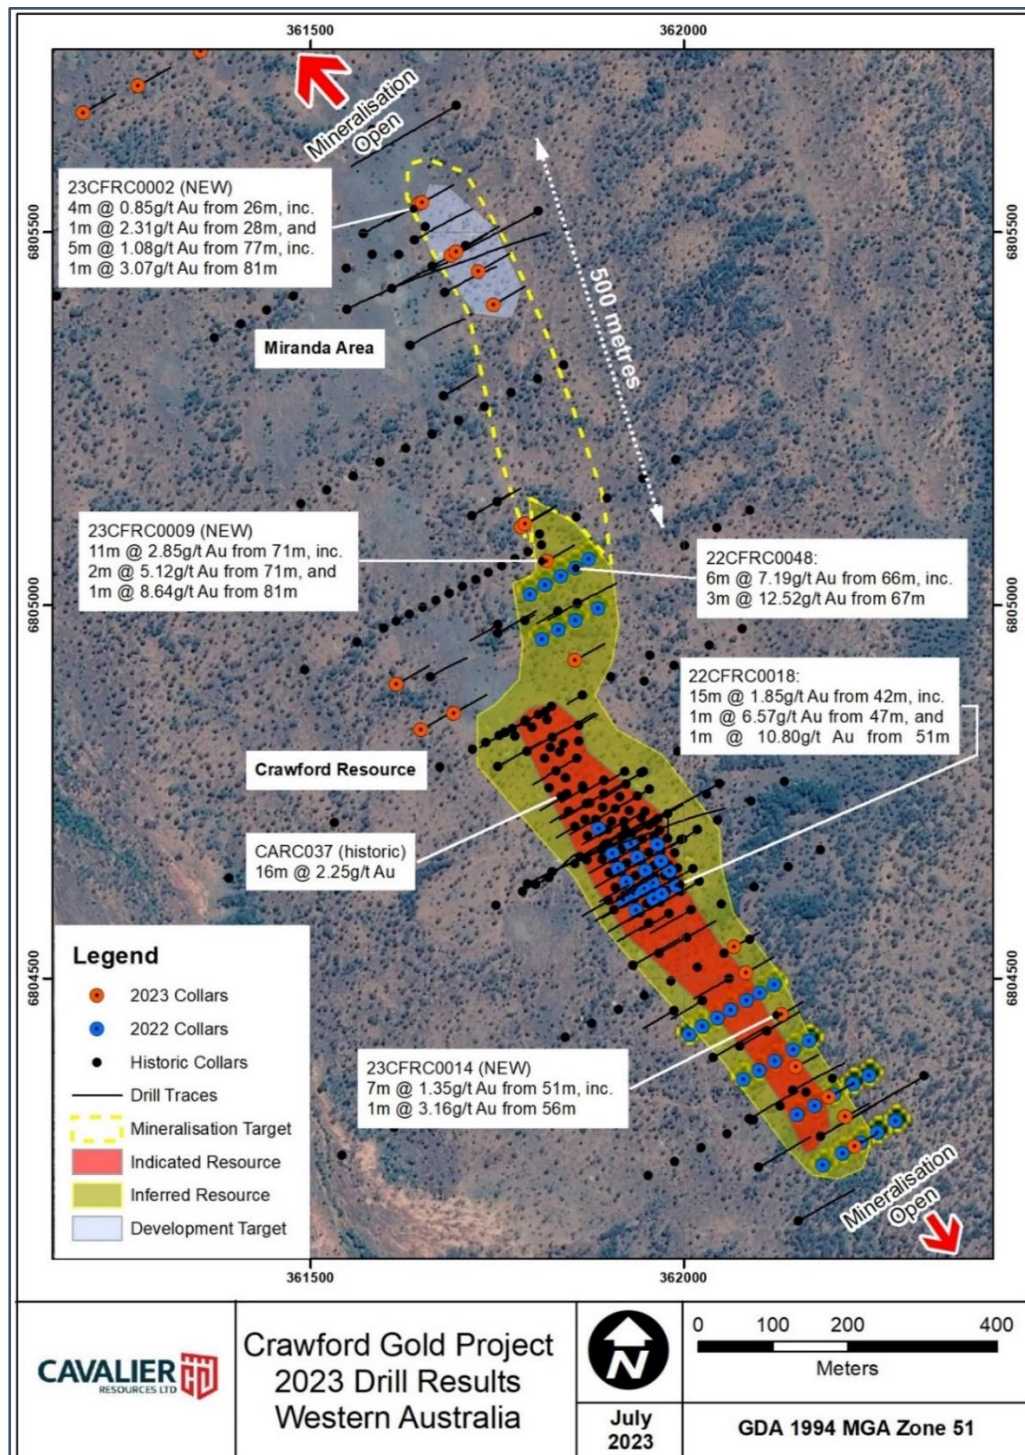 361500
362000
Mineralisation
Open
23CFRC0002 (NEW)
4m @ 0.85g/t Au from 26m, inc.
1m @ 2.31g/t Au from 28m, and
5m @ 1.08g/t Au from 77m, inc.
1m @ 3.07g/t Au from 81m
6805500
6805500
500 metres
Miranda Area
23CFRC0009 (NEW)
11m @ 2.85g/t Au from 71m, inc.
2m @ 5.12g/t Au from 71m, and
1m @ 8.64g/t Au from 81m
22CFRC0048:
6m @ 7.19g/t Au from 66m, inc.
3m @ 12.52g/t Au from 67m
6805000
6805000
22CFRC0018:
15m @ 1.85g/t Au from 42m, inc.
1m @ 6.57g/t Au from 47m, and
1m @ 10.80g/t Au from 51m
Crawford Resource
CARC037 (historic)
16m @ 2.25g/t Au
6804500
6804500
Legend
2023 Collars
2022 Collars
Historic Collars
Drill Traces
Mineralisation Target
Indicated Resource
Inferred Resource
Development Target
23CFRC0014 (NEW)
7m @ 1.35g/t Au from 51m, inc.
1m @ 3.16g/t Au from 56m
Mineralisation
Open
361500
362000
CAVALIER
RESOURCES LTD
Crawford Gold Project
2023 Drill Results
Western Australia
N
July
2023
0 100 200 400
Meters
GDA 1994 MGA Zone 51